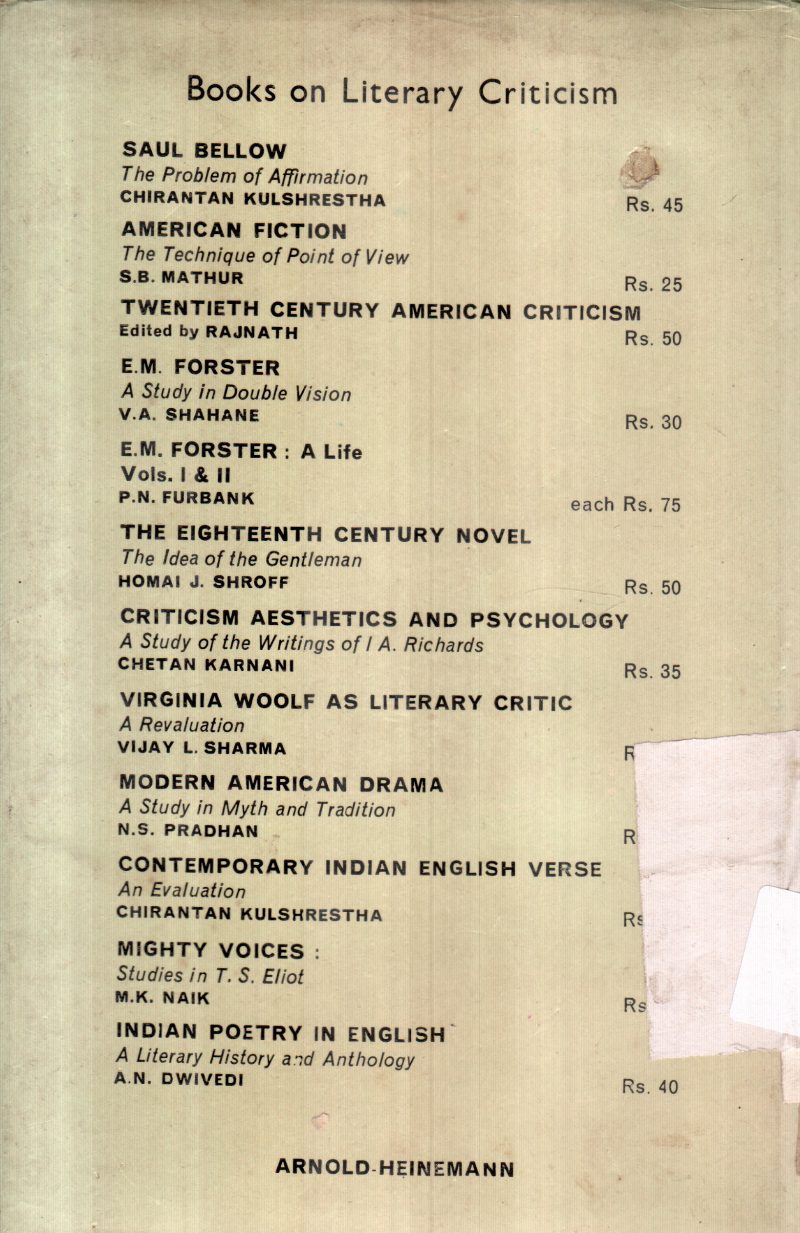 Books on Literary Criticism
SAUL BELLOW
The Problem of Affirmation
CHIRANTAN KULSHRESTHA
Rs. 45
AMERICAN FICTION
The Technique of Point of View
S.B. MATHUR
Rs. 25
TWENTIETH CENTURY AMERICAN CRITICISM
Edited by RAJNATH
Rs. 50
E.M. FORSTER
A Study in Double Vision
V.A. SHAHANE
Rs. 30
E.M. FORSTER : A Life
Vols. I & II
P.N. FURBANK
each Rs. 75
THE EIGHTEENTH CENTURY NOVEL
The Idea of the Gentleman
HOMAI J. SHROFF
Rs. 50
CRITICISM AESTHETICS AND PSYCHOLOGY
A Study of the Writings of I A. Richards
CHETAN KARNANI
Rs. 35
VIRGINIA WOOLF AS LITERARY CRITIC
A Revaluation
VIJAY L. SHARMA
MODERN AMERICAN DRAMA
A Study in Myth and Tradition
N.S. PRADHAN
CONTEMPORARY INDIAN ENGLISH VERSE
An Evaluation
CHIRANTAN KULSHRESTHA
Rs
MIGHTY VOICES :
Studies in T. S. Eliot
M.K. NAIK
Rs
INDIAN POETRY IN ENGLISH
A Literary History and Anthology
A.N. DWIVEDI
Rs. 40
ARNOLD-HEINEMANN